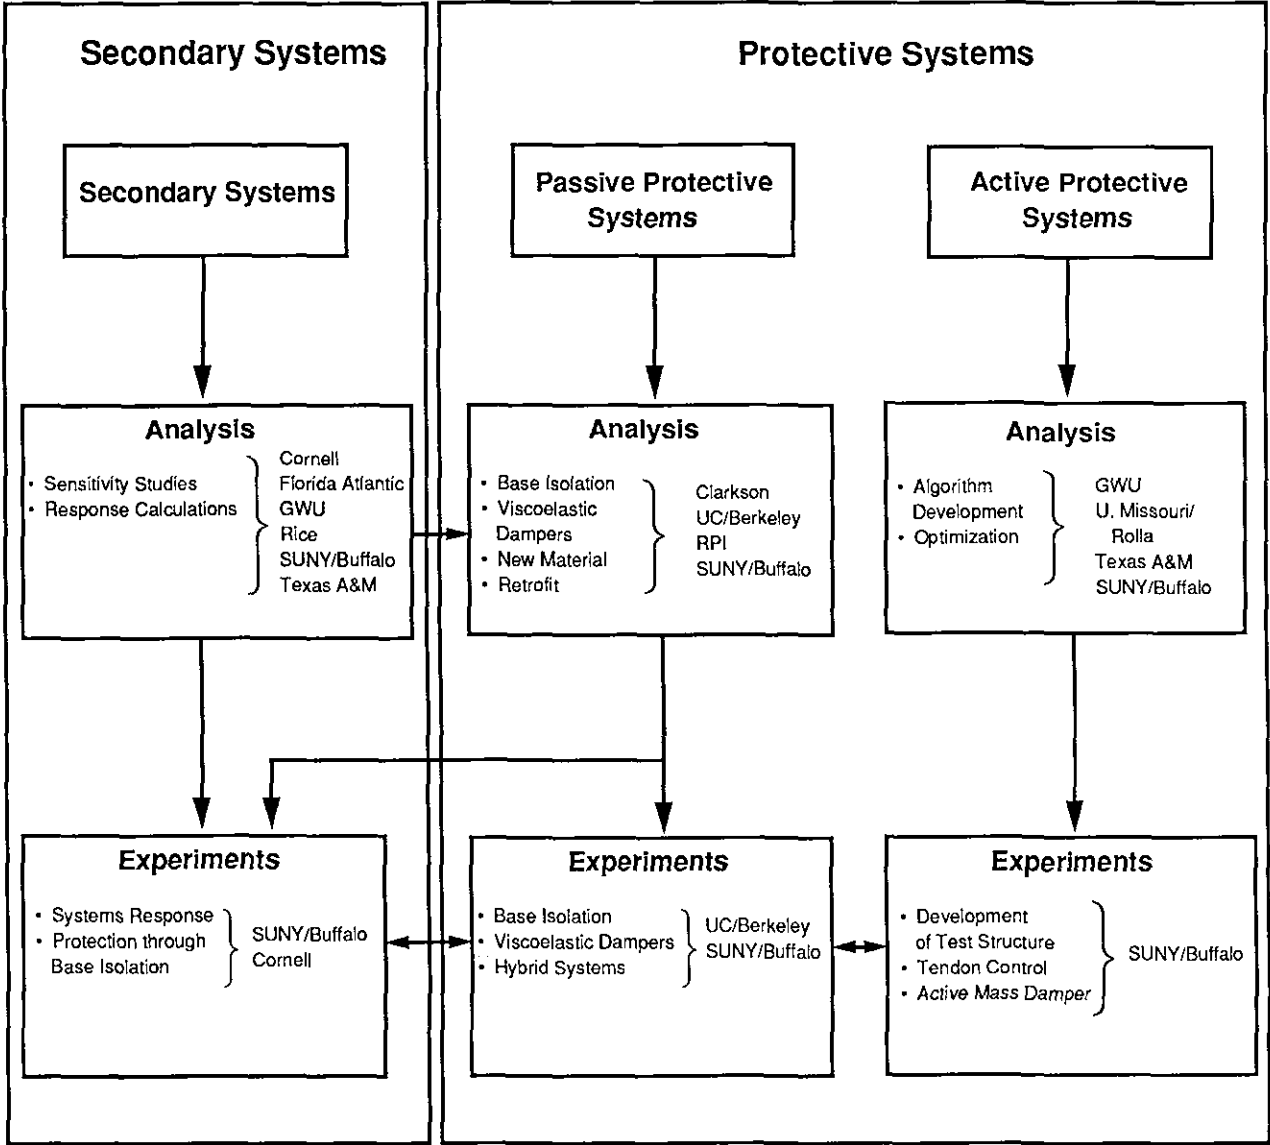 Secondary Systems
Protective Systems
Secondary Systems
Passive Protective
Systems
Active Protective
Systems
Analysis
• Sensitivity Studies
• Response Calculations
Cornell
Florida Atlantic
GWU
Rice
SUNY/Buffalo
Texas A&M
Analysis
• Base Isolation
• Viscoelastic
Dampers
• New Material
• Retrofit
Clarkson
UC/Berkeley
RPI
SUNY/Buffalo
Analysis
• Algorithm
Development
• Optimization
GWU
U. Missouri/
Rolla
Texas A&M
SUNY/Buffalo
Experiments
• Systems Response
• Protection through
Base Isolation
SUNY/Buffalo
Cornell
Experiments
• Base Isolation
• Viscoelastic Dampers
• Hybrid Systems
UC/Berkeley
SUNY/Buffalo
Experiments
• Development
of Test Structure
• Tendon Control
• Active Mass Damper
SUNY/Buffalo